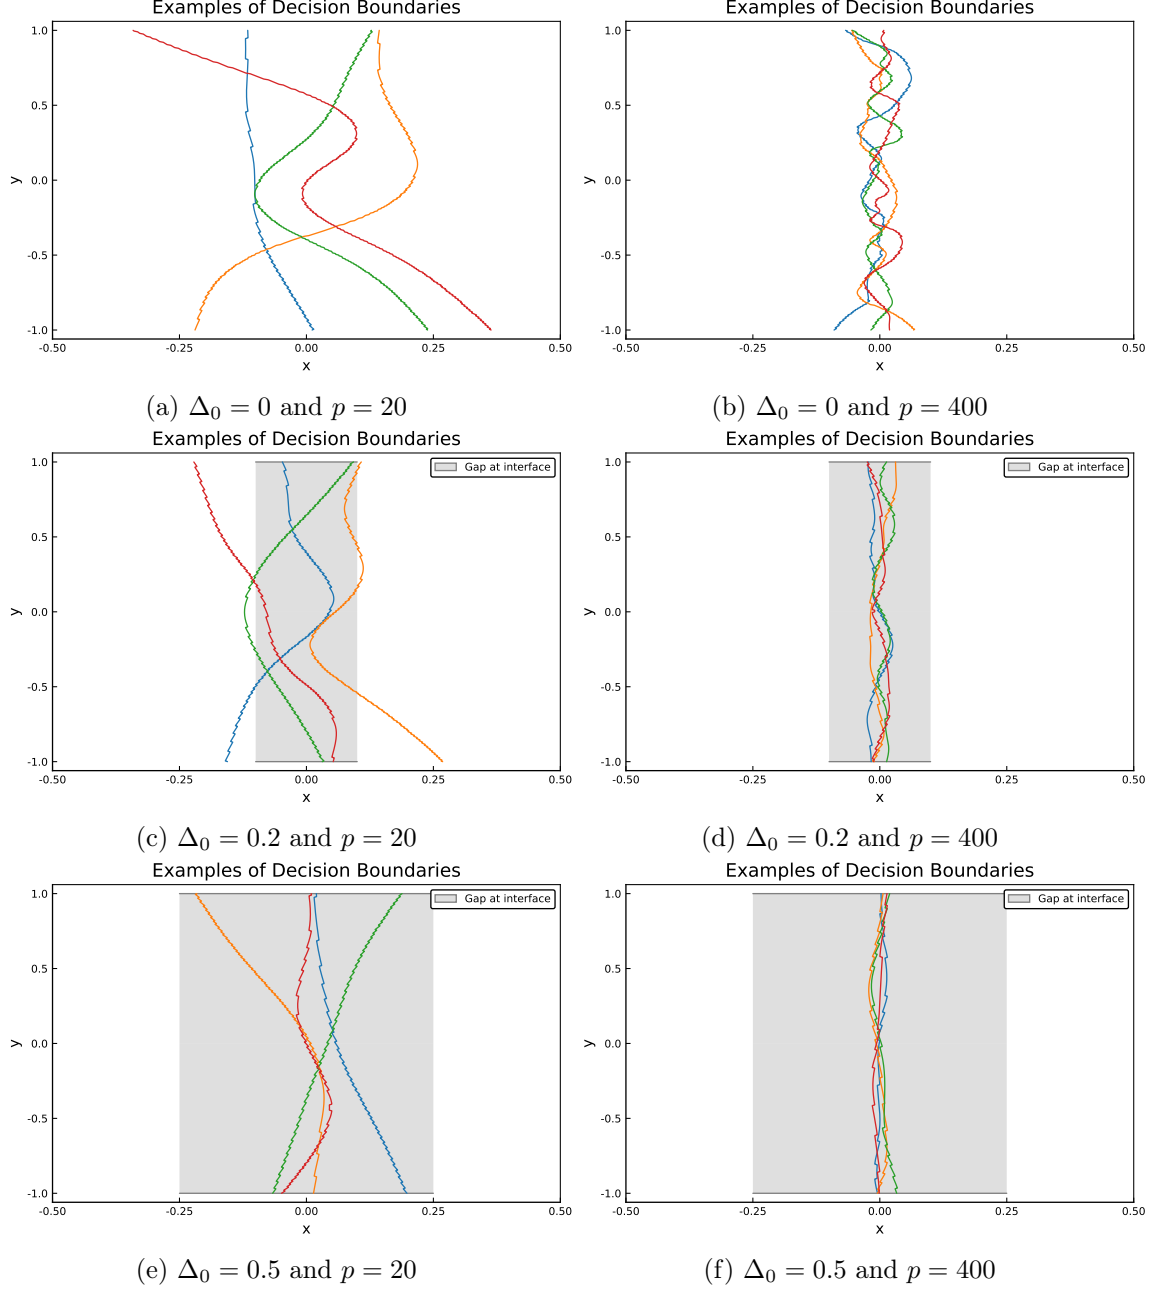 Examples of Decision Boundaries
Examples of Decision Boundaries
1.0
0.5
0.0
-0.5
-1.0
y
-0.50
-0.25
0.00
0.25
0.50
x
1.0
0.5
0.0
-0.5
-1.0
y
-0.50
-0.25
0.00
0.25
0.50
x
(a) Δ₀ = 0 and p = 20
(b) Δ₀ = 0 and p = 400
Examples of Decision Boundaries
Examples of Decision Boundaries
Gap at interface
1.0
0.5
0.0
-0.5
-1.0
y
-0.50
-0.25
0.00
0.25
0.50
x
Gap at interface
1.0
0.5
0.0
-0.5
-1.0
y
-0.50
-0.25
0.00
0.25
0.50
x
(c) Δ₀ = 0.2 and p = 20
(d) Δ₀ = 0.2 and p = 400
Examples of Decision Boundaries
Examples of Decision Boundaries
Gap at interface
1.0
0.5
0.0
-0.5
-1.0
y
-0.50
-0.25
0.00
0.25
0.50
x
Gap at interface
1.0
0.5
0.0
-0.5
-1.0
y
-0.50
-0.25
0.00
0.25
0.50
x
(e) Δ₀ = 0.5 and p = 20
(f) Δ₀ = 0.5 and p = 400